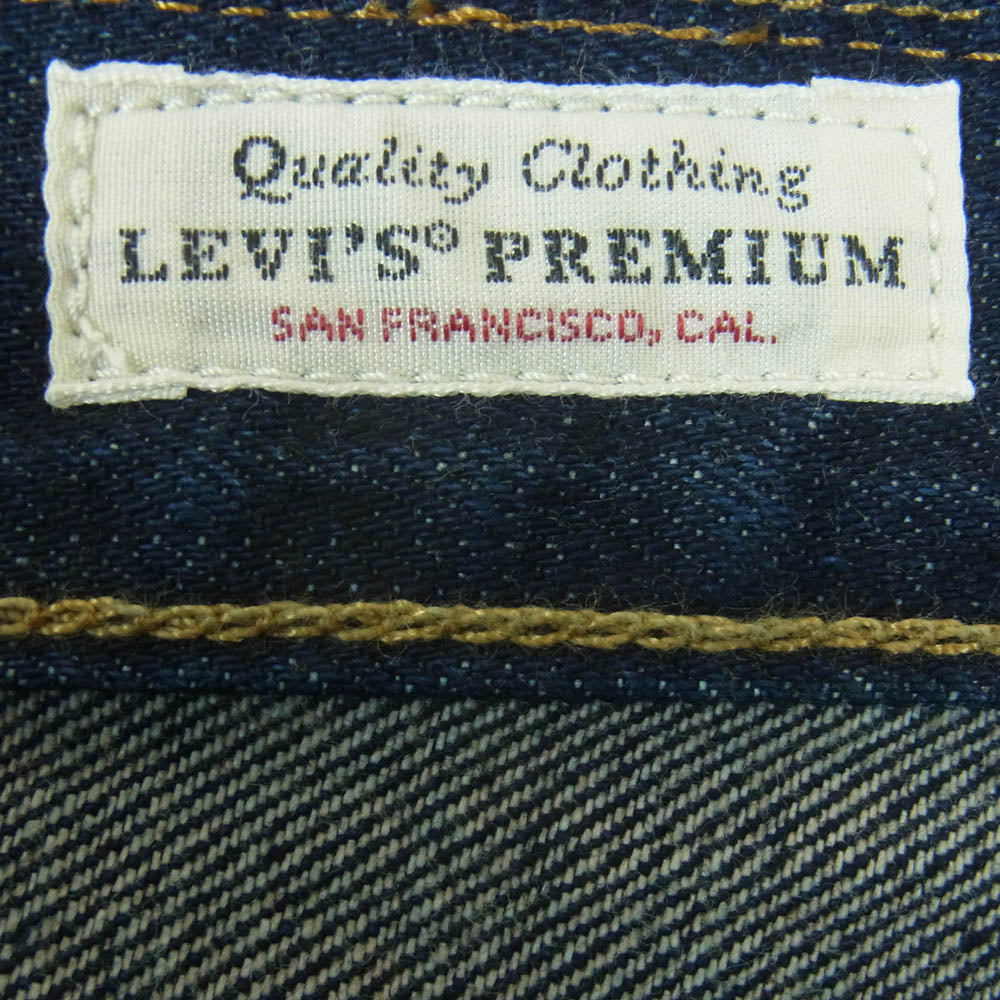 Quality Clothing
LEVI'S® PREMIUM
SAN FRANCISCO, CAL.